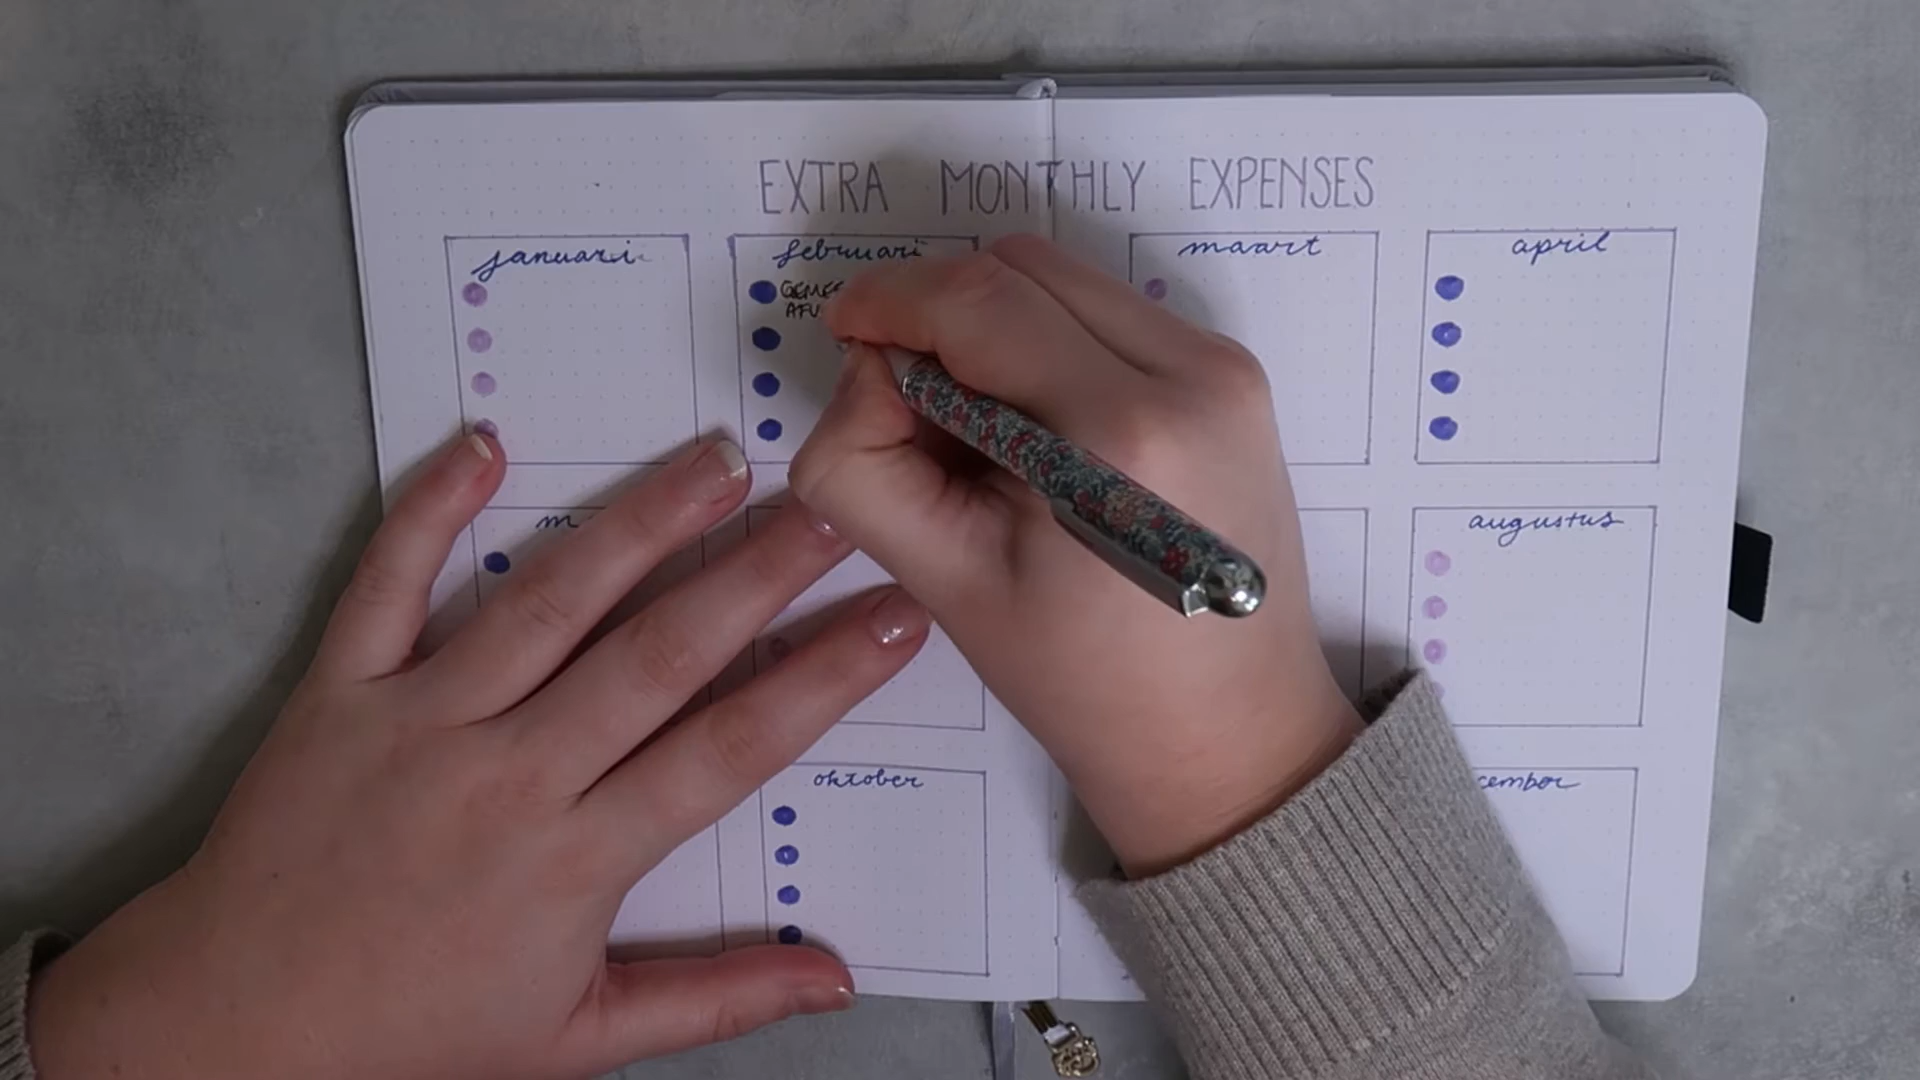 EXTRA MONTHLY EXPENSES
januari
februari
maart
april
augustus
oktober